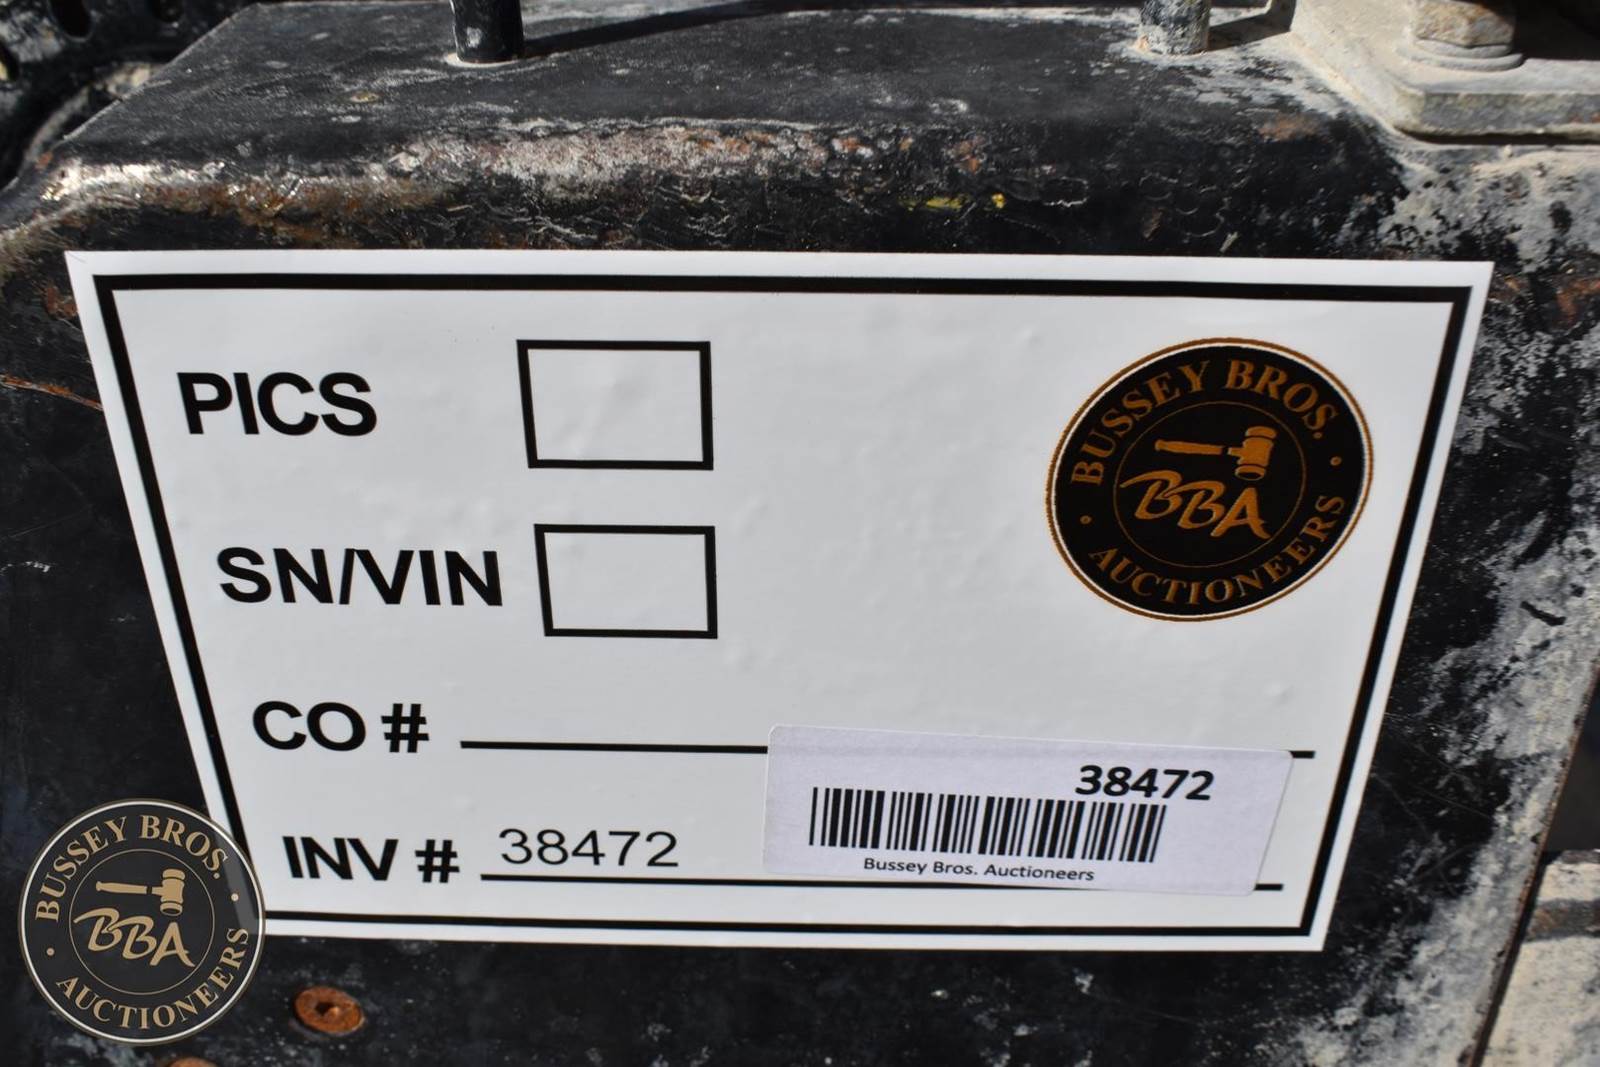 PICS
BUSSEY BROS.
BBA
AUCTIONEERS
SN/VIN
CO #
38472
INV # 38472
Bussey Bros. Auctioneers
BUSSEY BROS.
BBA
AUCTIONEERS